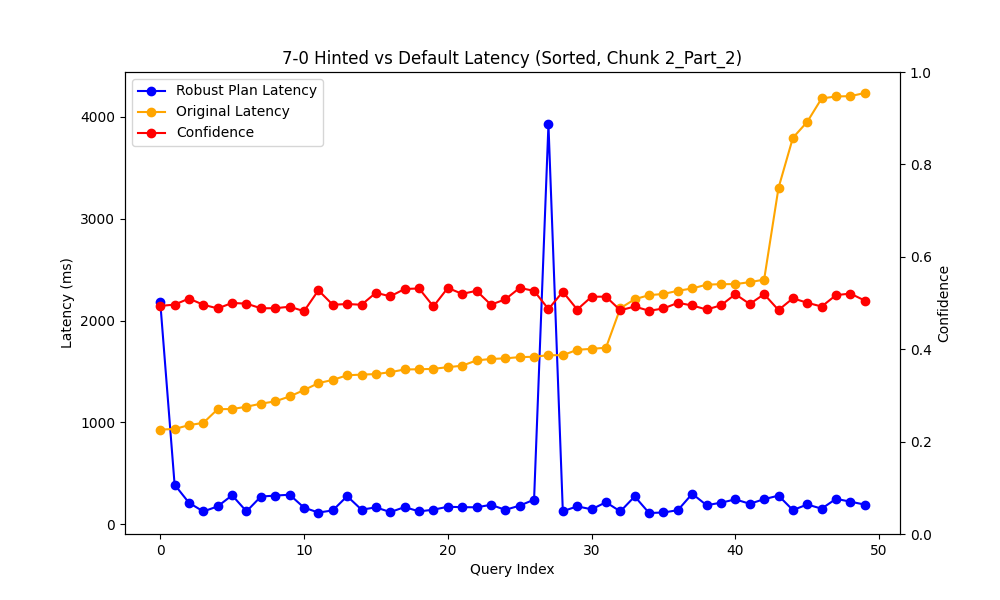 7-0 Hinted vs Default Latency (Sorted, Chunk 2_Part_2)
Robust Plan Latency
Original Latency
Confidence
Latency (ms)
4000
3000
2000
1000
0
1.0
0.8
0.6
0.4
0.2
0.0
Confidence
0 10 20 30 40 50
Query Index